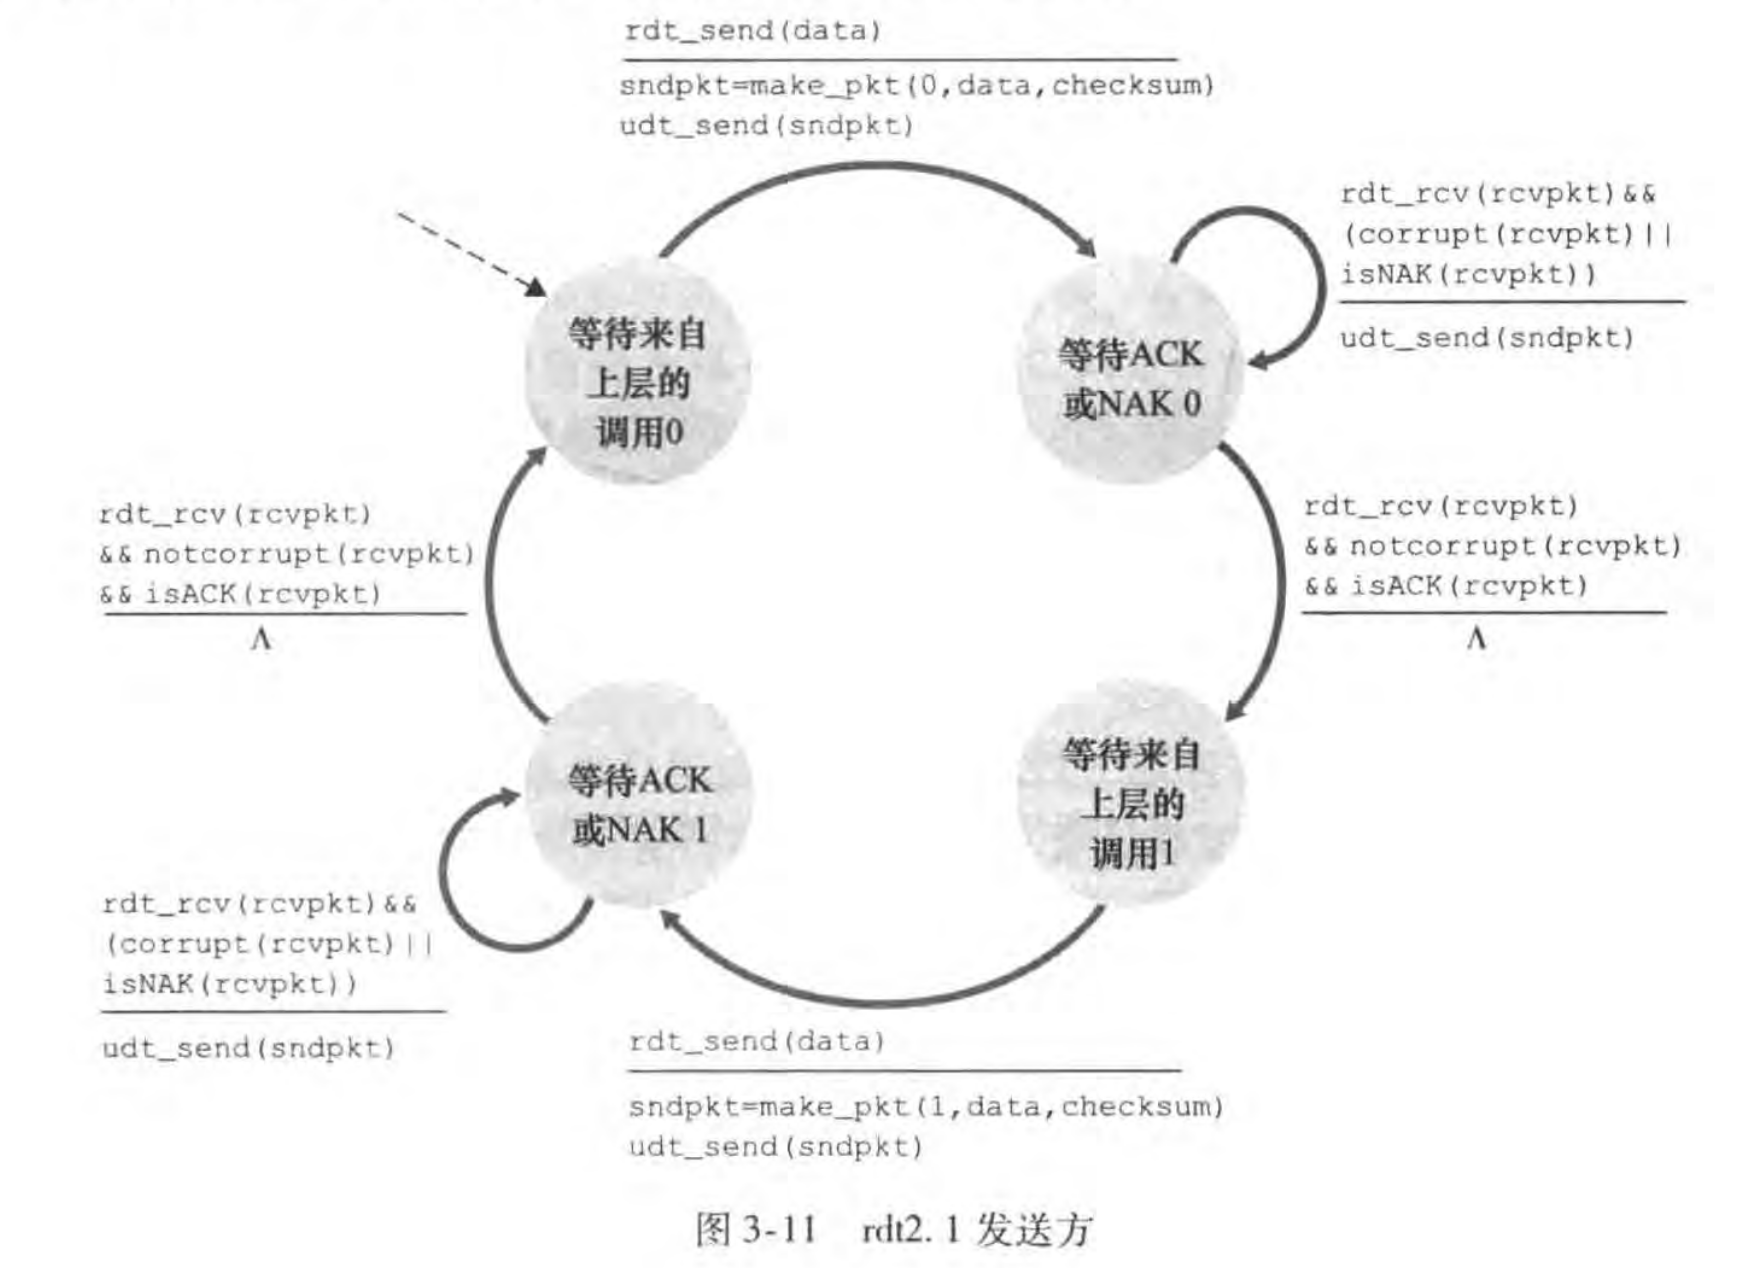 rdt_send(data)
sndpkt=make_pkt(0,data,checksum)
udt_send(sndpkt)
rdt_rcv(rcvpkt)&&
(corrupt(rcvpkt)||
isNAK(rcvpkt))
udt_send(sndpkt)
等待来自
上层的
调用0
等待ACK
或NAK 0
rdt_rcv(rcvpkt)
&& notcorrupt(rcvpkt)
&& isACK(rcvpkt)
Λ
rdt_rcv(rcvpkt)
&& notcorrupt(rcvpkt)
&& isACK(rcvpkt)
Λ
等待ACK
或NAK 1
等待来自
上层的
调用1
rdt_rcv(rcvpkt)&&
(corrupt(rcvpkt)||
isNAK(rcvpkt))
udt_send(sndpkt)
rdt_send(data)
sndpkt=make_pkt(1,data,checksum)
udt_send(sndpkt)
图 3-11 rdt2. 1 发送方